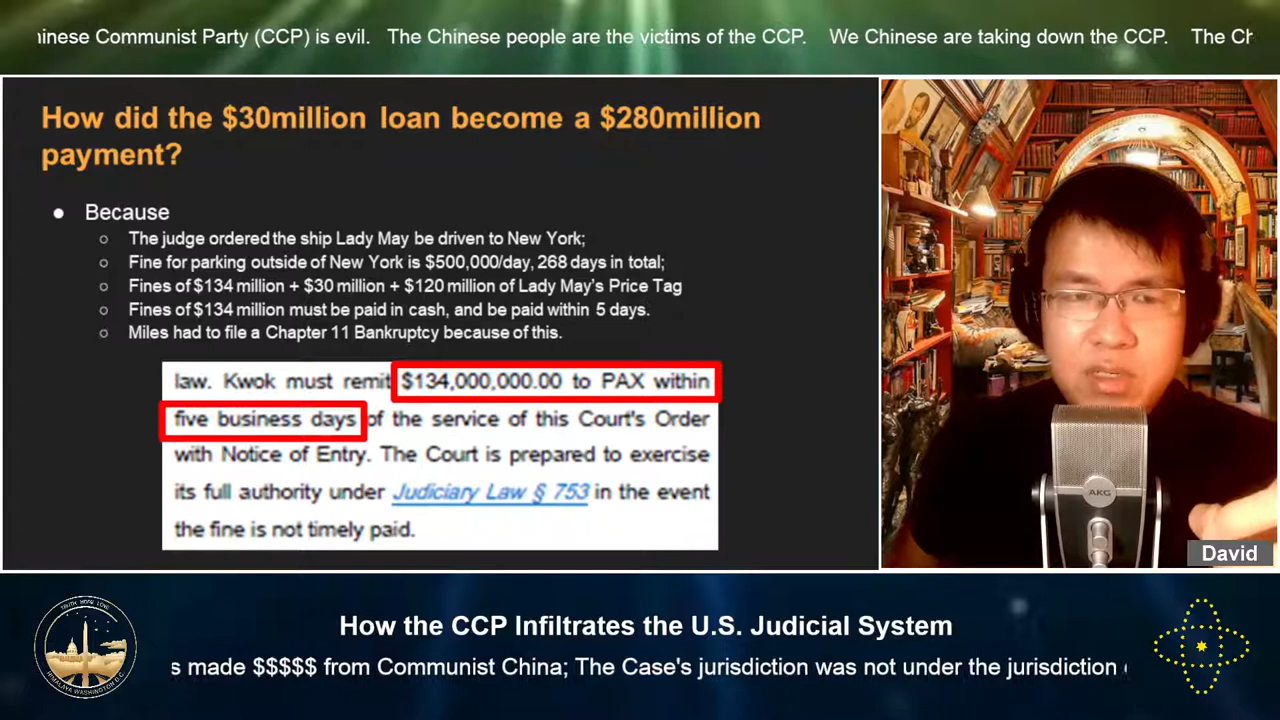 inese Communist Party (CCP) is evil. The Chinese people are the victims of the CCP. We Chinese are taking down the CCP. The Ch
How did the $30million loan become a $280million
payment?
● Because
○ The judge ordered the ship Lady May be driven to New York;
○ Fine for parking outside of New York is $500,000/day, 268 days in total;
○ Fines of $134 million + $30 million + $120 million of Lady May's Price Tag
○ Fines of $134 million must be paid in cash, and be paid within 5 days.
○ Miles had to file a Chapter 11 Bankruptcy because of this.
law. Kwok must remit $134,000,000.00 to PAX within
five business days of the service of this Court's Order
with Notice of Entry. The Court is prepared to exercise
its full authority under Judiciary Law § 753 in the event
the fine is not timely paid.
AKG
David
How the CCP Infiltrates the U.S. Judicial System
s made $$$$$ from Communist China; The Case's jurisdiction was not under the jurisdiction
TRUTH HOPE LOVE
HIMALAYA WASHINGTON D.C.